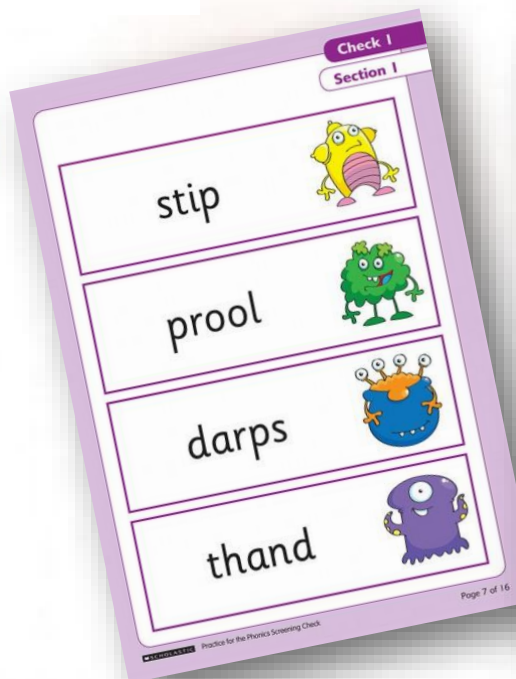 Check 1
Section 1
stip
prool
darps
thand
SCHOLASTIC Practice for the Phonics Screening Check
Page 7 of 16